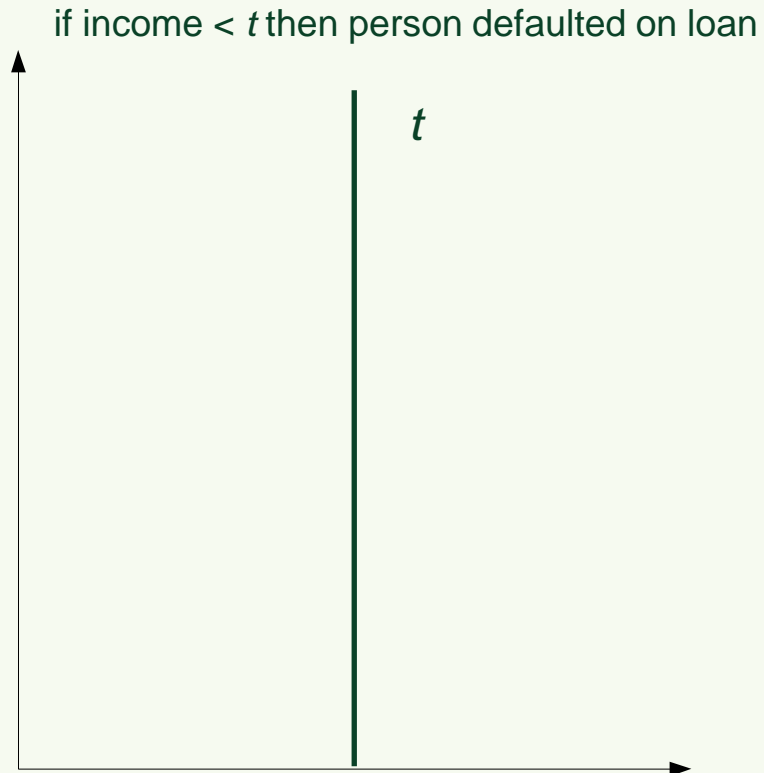 if income < t then person defaulted on loan
t